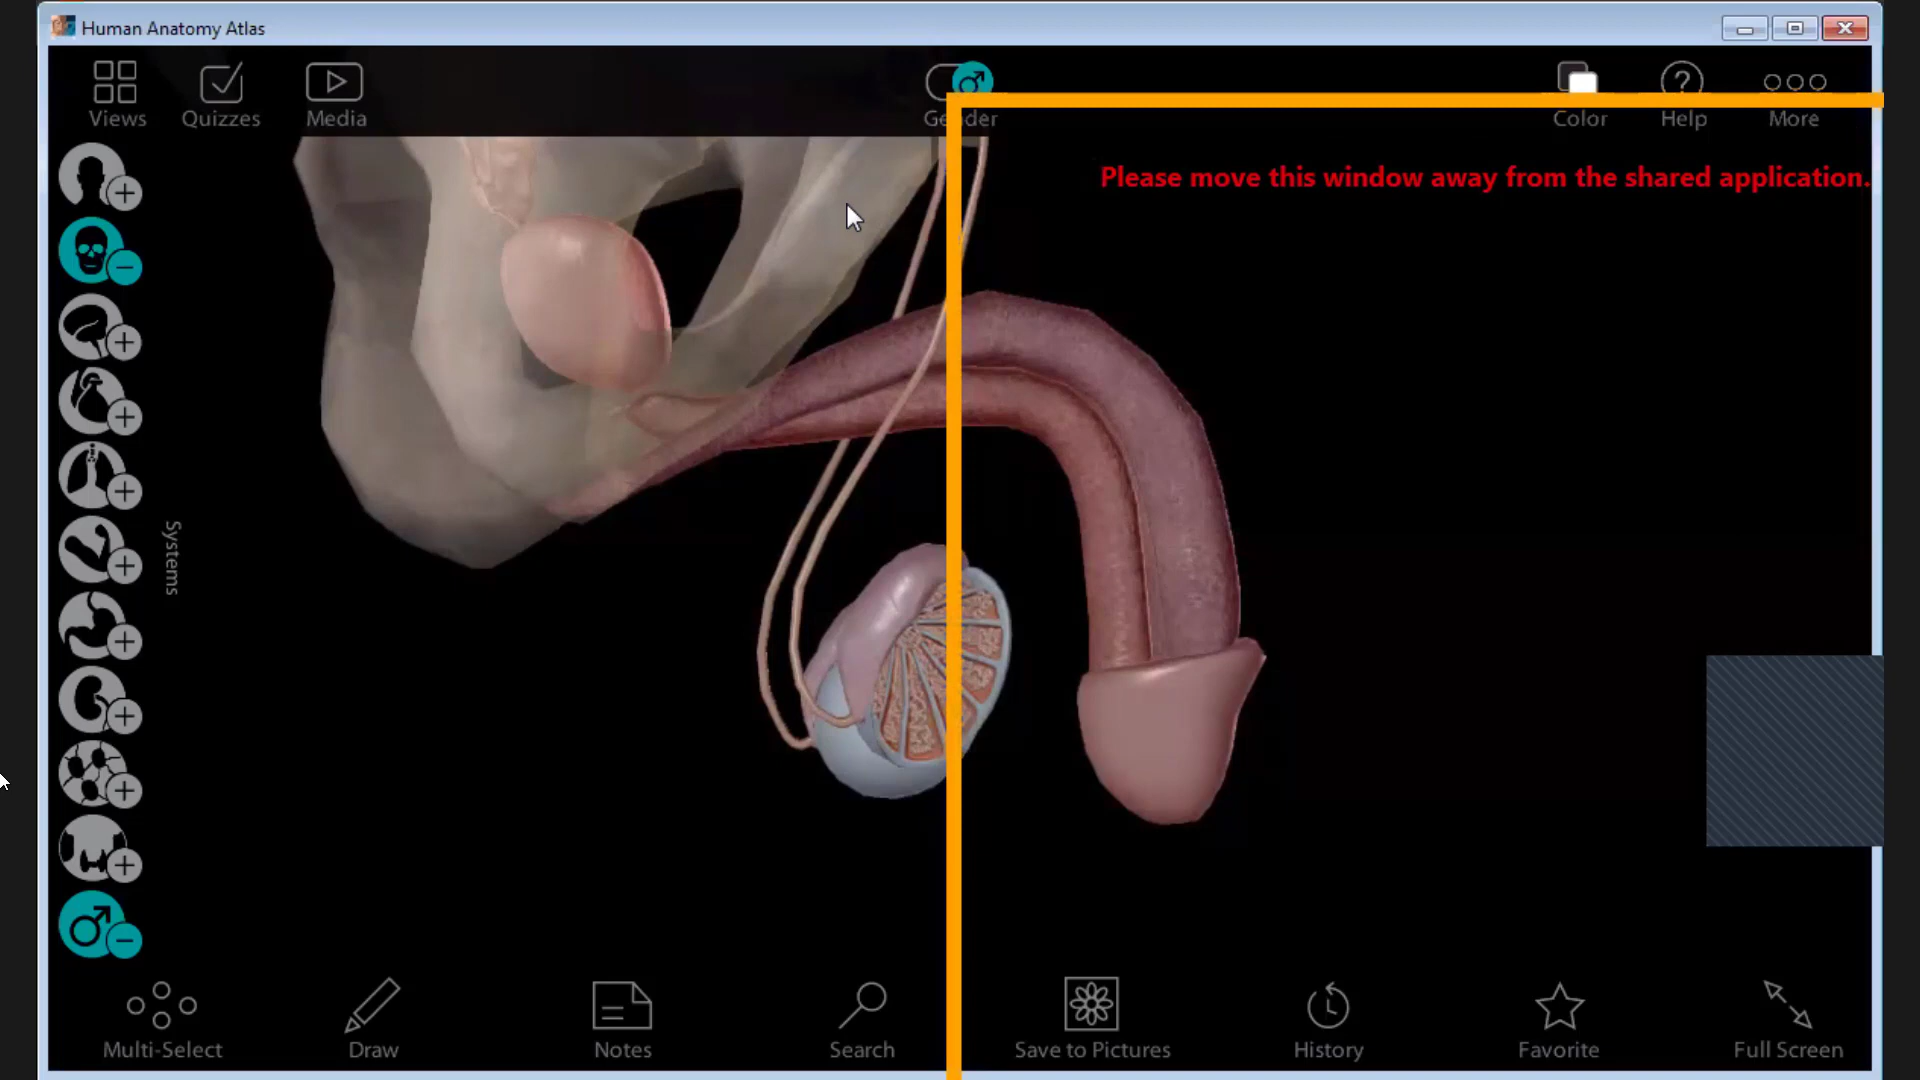 Human Anatomy Atlas
Views
Quizzes
Media
Gender
Color
Help
More
Please move this window away from the shared application.
Systems
Multi-Select
Draw
Notes
Search
Save to Pictures
History
Favorite
Full Screen